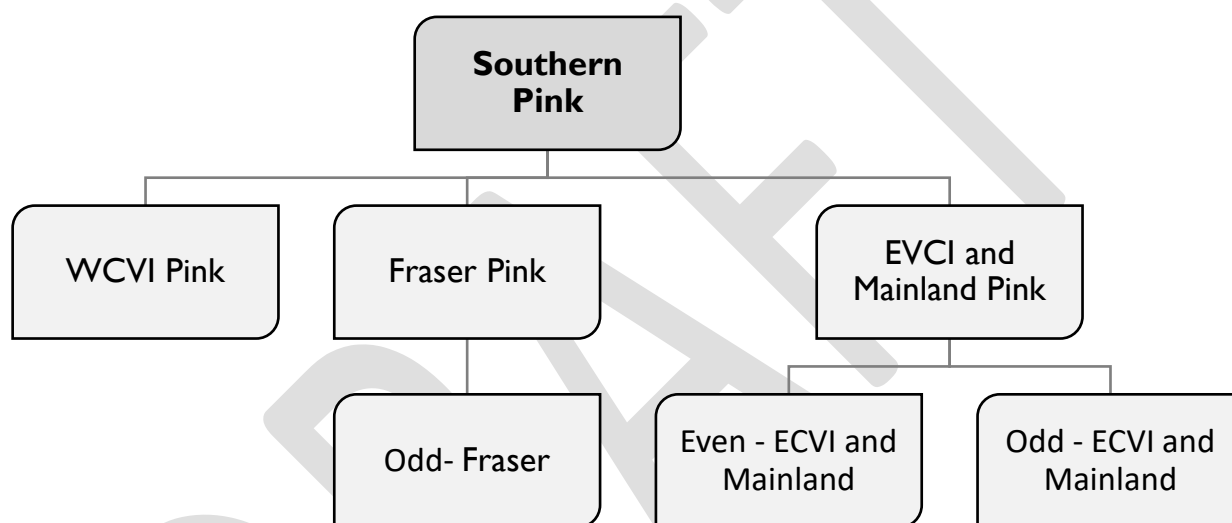 Southern
Pink
WCVI Pink
Fraser Pink
EVCI and
Mainland Pink
Odd- Fraser
Even - ECVI and
Mainland
Odd - ECVI and
Mainland
DRAFT